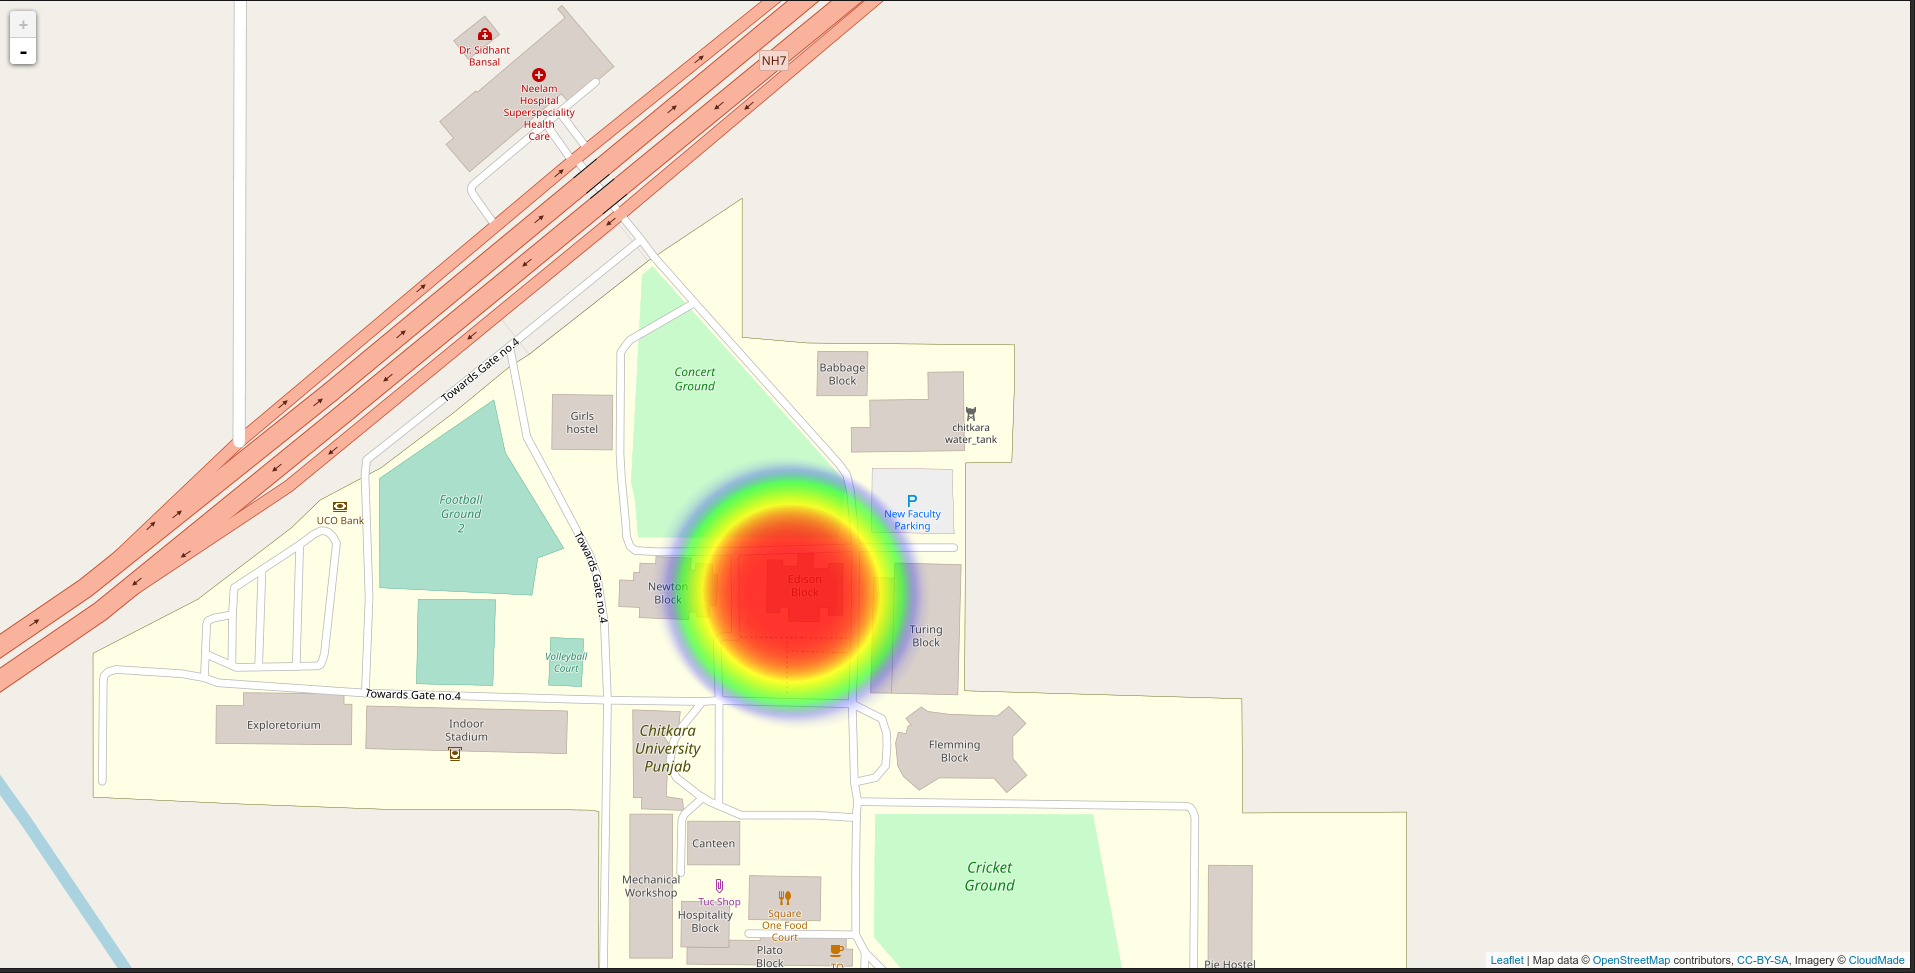 +
-
Dr. Sidhant
Bansal
NH7
Neelam
Hospital
Superspeciality
Health
Care
Towards Gate no.4
Concert
Ground
Babbage
Block
Girls
hostel
chitkara
water_tank
Football
Ground
2
UCO Bank
P
New Faculty
Parking
Towards Gate no.4
Newton
Block
Edison
Block
Turing
Block
Volleyball
Court
Towards Gate no.4
Exploretorium
Indoor
Stadium
Chitkara
University
Punjab
Flemming
Block
Canteen
Cricket
Ground
Mechanical
Workshop
Tuc Shop
Hospitality
Block
Square
One Food
Court
Plato
Block
TO
Pie Hostel
Leaflet | Map data © OpenStreetMap contributors, CC-BY-SA, Imagery © CloudMade